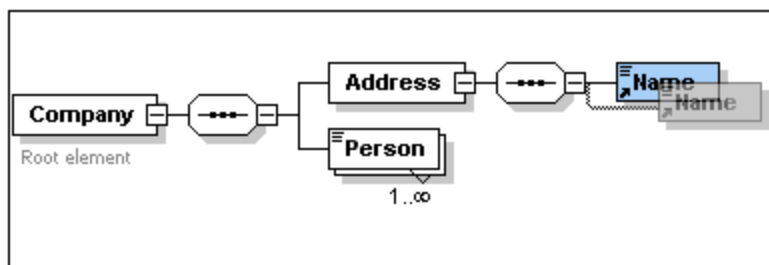 Address
Name
Name
Company
Root element
Person
1..∞